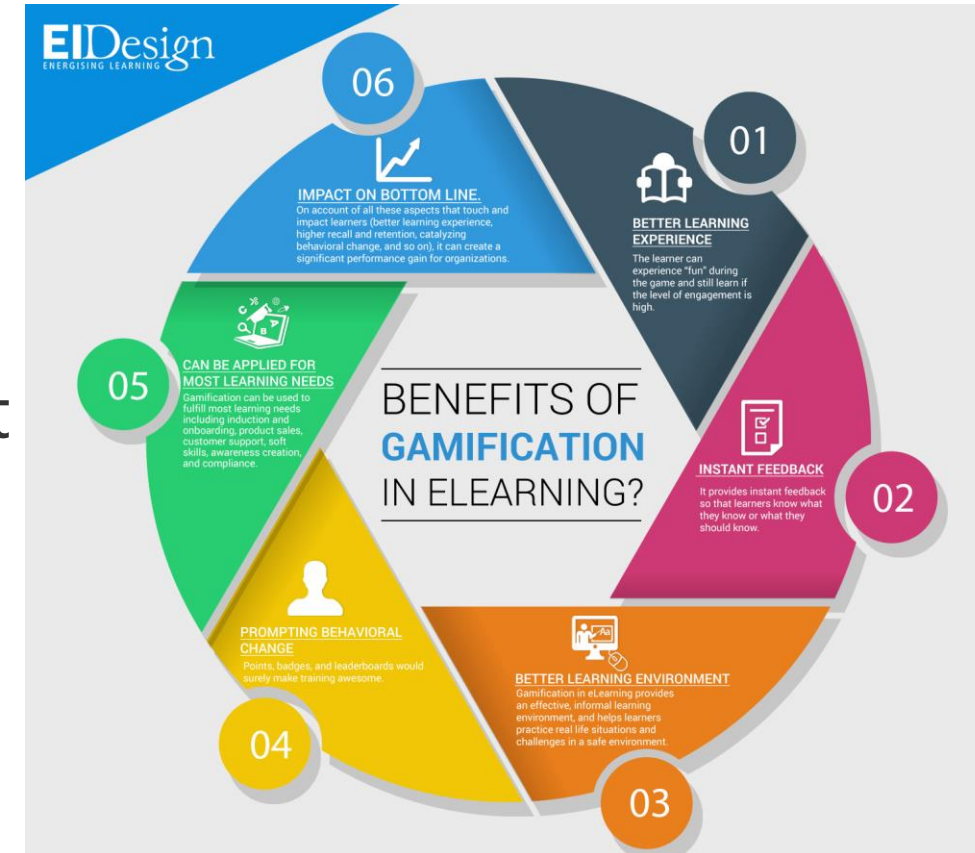 EIDesign
ENERGISING LEARNING
06
IMPACT ON BOTTOM LINE.
On account of all these aspects that touch and
impact learners (better learning experience,
higher recall and retention, catalyzing
behavioral change, and so on), it can create a
significant performance gain for organizations.
01
BETTER LEARNING
EXPERIENCE
The learner can
experience "fun" during
the game and still learn if
the level of engagement is
high.
05
CAN BE APPLIED FOR
MOST LEARNING NEEDS
Gamification can be used to
fulfill most learning needs
including induction and
onboarding, product sales,
customer support, soft
skills, awareness creation,
and compliance.
BENEFITS OF
GAMIFICATION
IN ELEARNING?
INSTANT FEEDBACK
It provides instant feedback
so that learners know what
they know or what they
should know.
02
PROMPTING BEHAVIORAL
CHANGE
Points, badges, and leaderboards would
surely make training awesome.
04
Aa
BETTER LEARNING ENVIRONMENT
Gamification in eLearning provides
an effective, informal learning
environment, and helps learners
practice real life situations and
challenges in a safe environment.
03